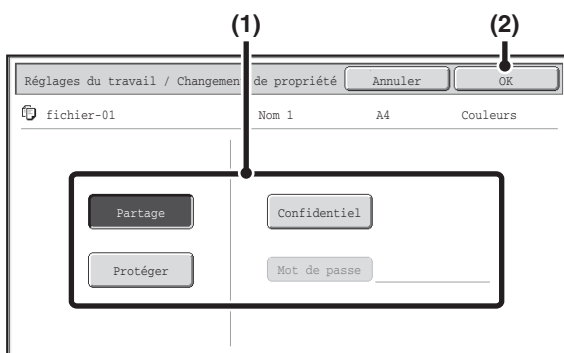 (1) (2)
Réglages du travail / Changement de propriété Annuler OK
fichier-01 Nom 1 A4 Couleurs
Partage Confidentiel
Protéger Mot de passe